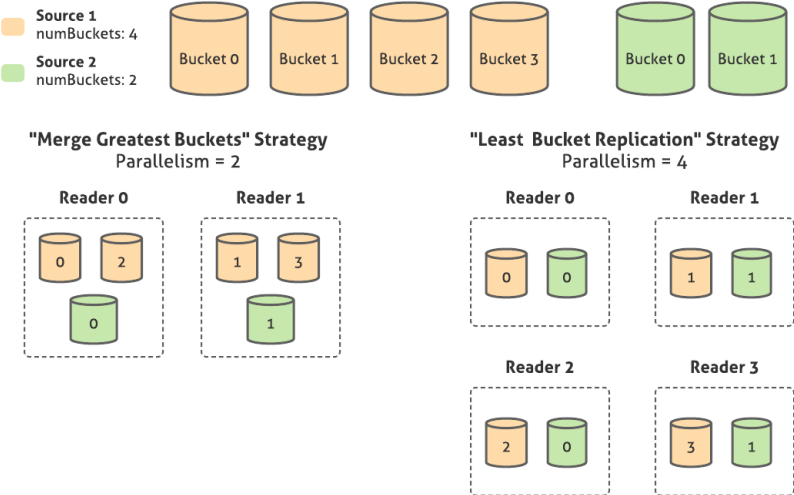 Source 1
numBuckets: 4
Source 2
numBuckets: 2
Bucket 0
Bucket 1
Bucket 2
Bucket 3
Bucket 0
Bucket 1
"Merge Greatest Buckets" Strategy
Parallelism = 2
Reader 0
Reader 1
0
2
1
3
0
1
"Least Bucket Replication" Strategy
Parallelism = 4
Reader 0
Reader 1
0
0
1
1
Reader 2
Reader 3
2
0
3
1